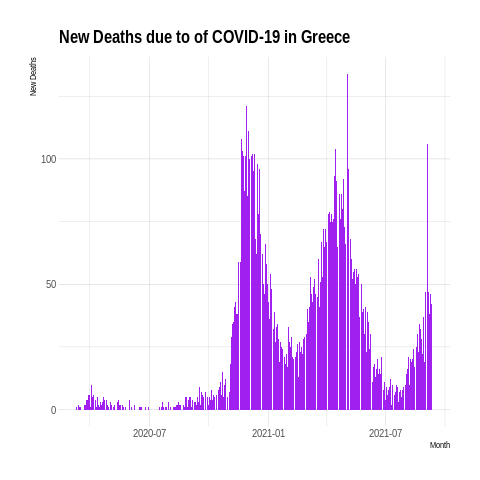 New Deaths due to of COVID-19 in Greece
New Deaths
100
50
0
2020-07
2021-01
2021-07
Month